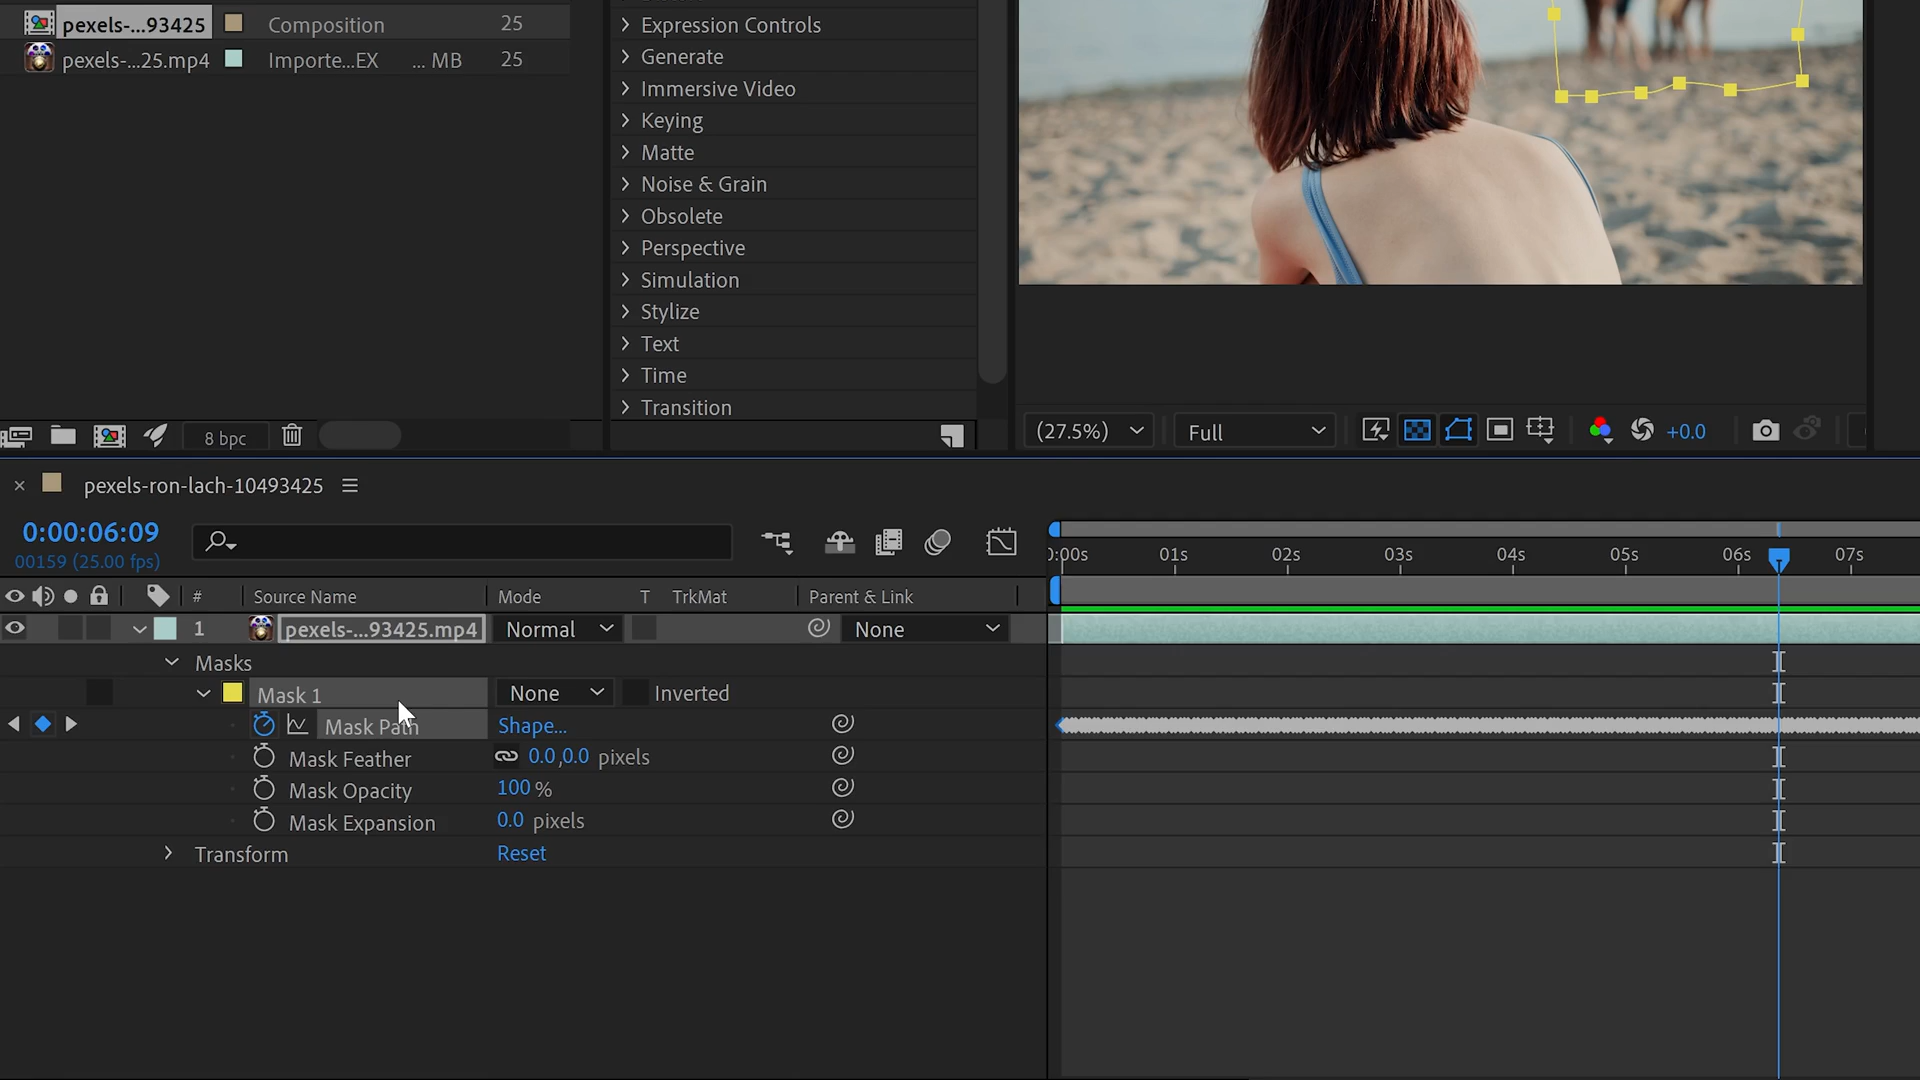 pexels-...93425 Composition 25
pexels-...25.mp4 Importe...EX ... MB 25
Expression Controls
Generate
Immersive Video
Keying
Matte
Noise & Grain
Obsolete
Perspective
Simulation
Stylize
Text
Time
Transition
8 bpc
(27.5%) Full +0.0
pexels-ron-lach-10493425
0:00:06:09
00159 (25.00 fps)
0:00s 01s 02s 03s 04s 05s 06s 07s
# Source Name Mode T TrkMat Parent & Link
1 pexels-...93425.mp4 Normal None
Masks
Mask 1 None Inverted
Mask Path Shape...
Mask Feather 0.0,0.0 pixels
Mask Opacity 100 %
Mask Expansion 0.0 pixels
Transform Reset